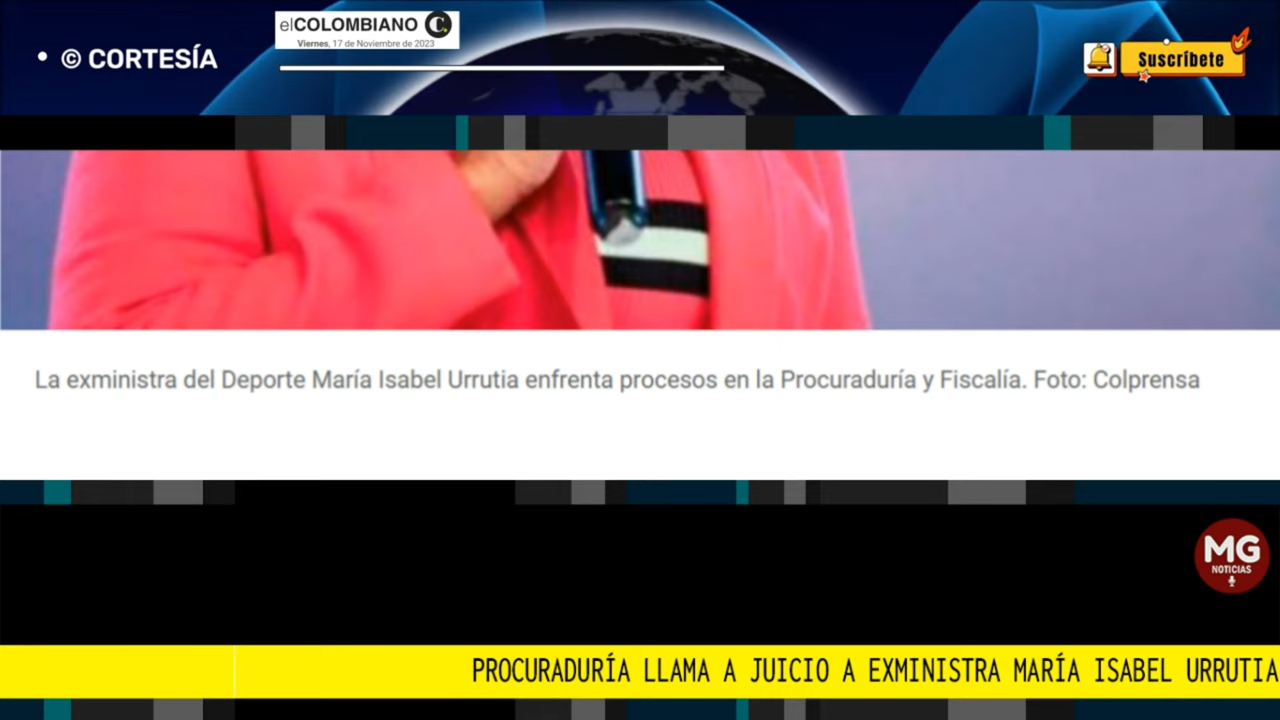 • © CORTESÍA
elCOLOMBIANO
Viernes, 17 de Noviembre de 2023
Suscríbete
La exministra del Deporte María Isabel Urrutia enfrenta procesos en la Procuraduría y Fiscalía. Foto: Colprensa
MG
NOTICIAS
PROCURADURÍA LLAMA A JUICIO A EXMINISTRA MARÍA ISABEL URRUTIA